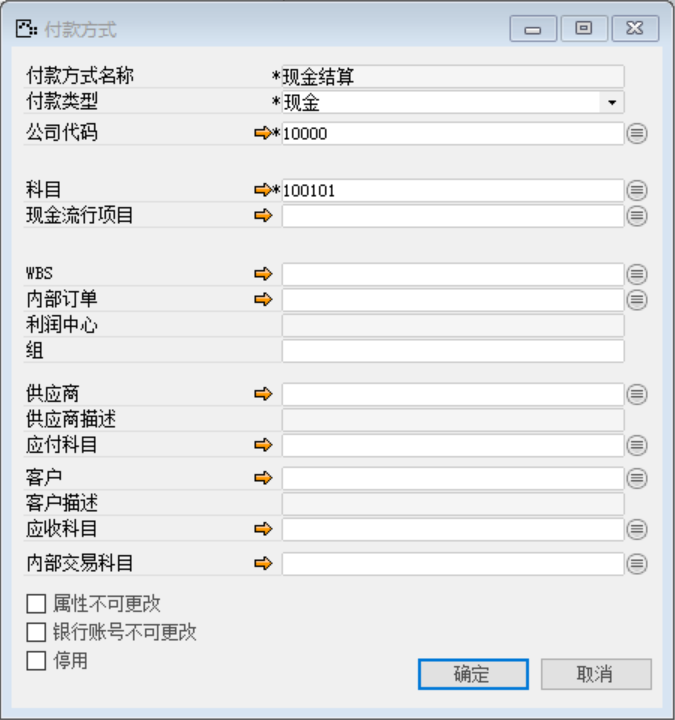 付款方式
付款方式名称 *现金结算
付款类型 *现金
公司代码 *10000
科目 *100101
现金流行项目
WBS
内部订单
利润中心
组
供应商
供应商描述
应付科目
客户
客户描述
应收科目
内部交易科目
属性不可更改
银行账号不可更改
停用
确定 取消